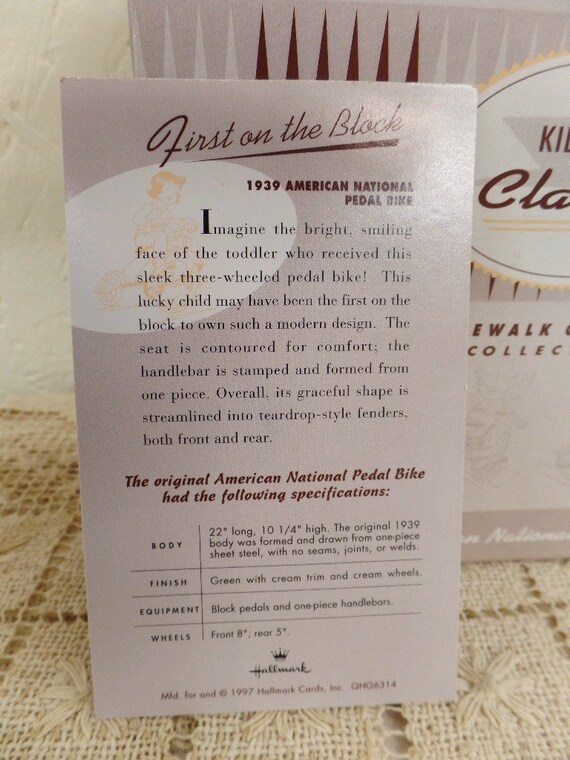 First on the Block
1939 AMERICAN NATIONAL
PEDAL BIKE
Imagine the bright, smiling
face of the toddler who received this
sleek three-wheeled pedal bike! This
lucky child may have been the first on the
block to own such a modern design. The
seat is contoured for comfort; the
handlebar is stamped and formed from
one piece. Overall, its graceful shape is
streamlined into teardrop-style fenders,
both front and rear.
The original American National Pedal Bike
had the following specifications:
BODY 22" long, 10 1/4" high. The original 1939
body was formed and drawn from one-piece
sheet steel, with no seams, joints, or welds.
FINISH Green with cream trim and cream wheels.
EQUIPMENT Block pedals and one-piece handlebars.
WHEELS Front 8"; rear 5".
Hallmark
Mfd. for and © 1997 Hallmark Cards, Inc. QHG6314
KI
Cla
EWALK C
COLLEC
n Nationa